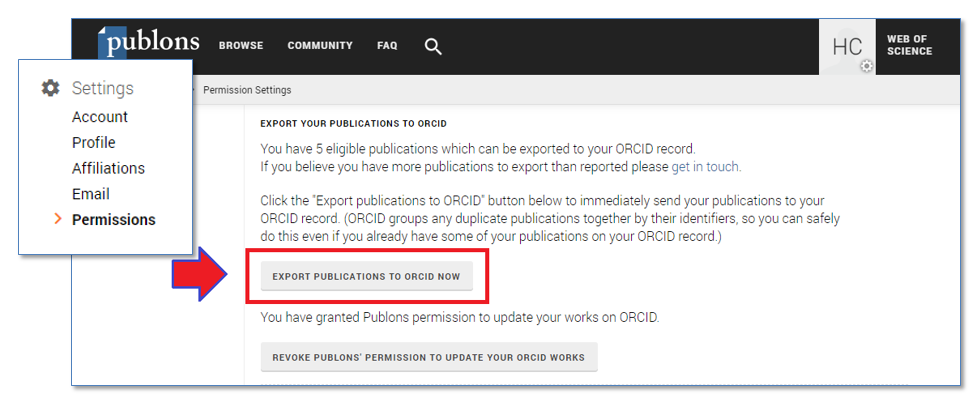 publons BROWSE COMMUNITY FAQ HC WEB OF SCIENCE
Settings
Account
Profile
Affiliations
Email
Permissions
Permission Settings
EXPORT YOUR PUBLICATIONS TO ORCID
You have 5 eligible publications which can be exported to your ORCID record.
If you believe you have more publications to export than reported please get in touch.
Click the "Export publications to ORCID" button below to immediately send your publications to your
ORCID record. (ORCID groups any duplicate publications together by their identifiers, so you can safely
do this even if you already have some of your publications on your ORCID record.)
EXPORT PUBLICATIONS TO ORCID NOW
You have granted Publons permission to update your works on ORCID.
REVOKE PUBLONS' PERMISSION TO UPDATE YOUR ORCID WORKS